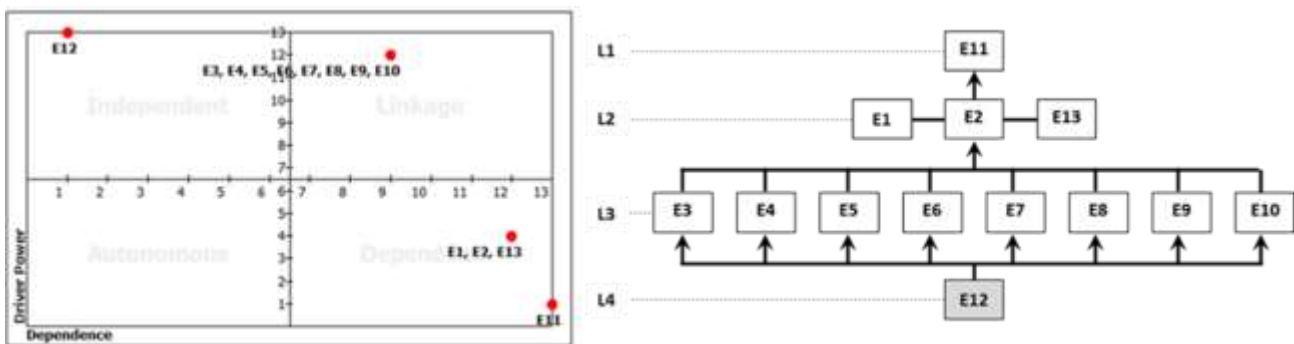 13
E12
12
E3, E4, E5, E6, E7, E8, E9, E10
11
Independent
Linkage
10
9
8
7
1 2 3 4 5 6 7 8 9 10 11 12 13
6
5
4
E1, E2, E13
Autonomous
Dependent
3
2
1
E11
Driver Power
Dependence
L1
E11
L2
E1
E2
E13
L3
E3
E4
E5
E6
E7
E8
E9
E10
L4
E12